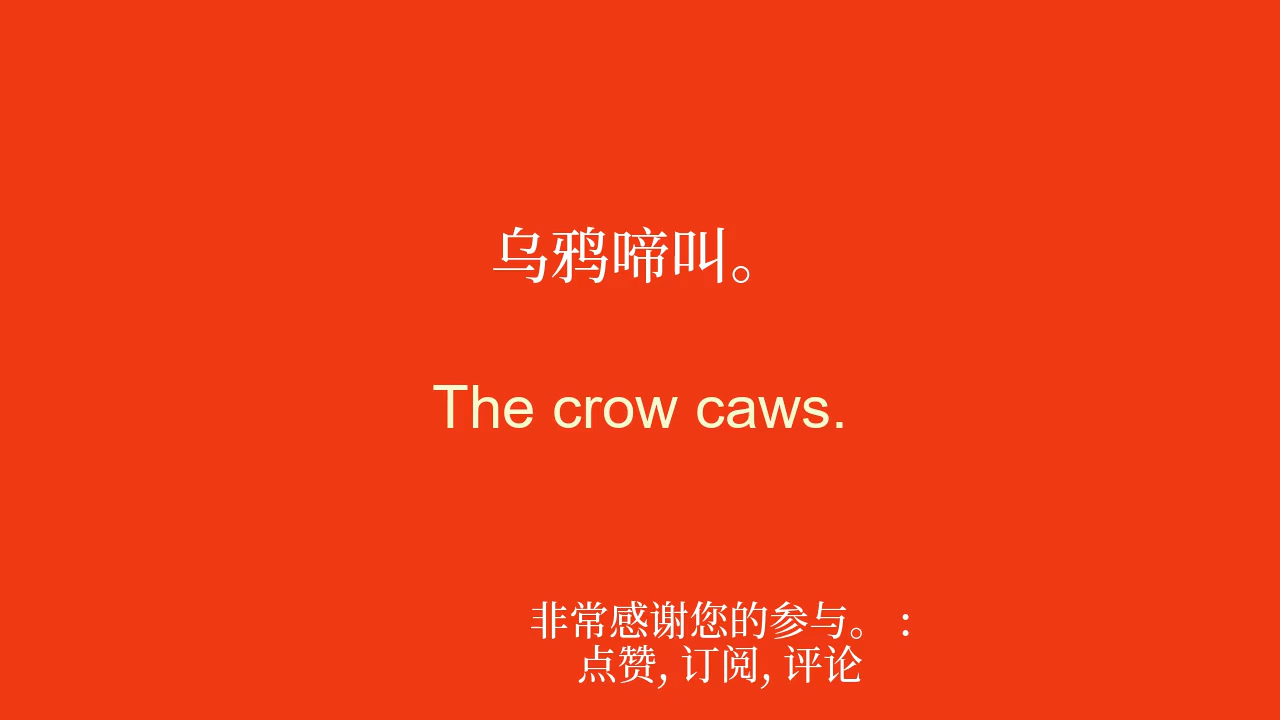 乌鸦啼叫。
The crow caws.
非常感谢您的参与。 :
点赞, 订阅, 评论